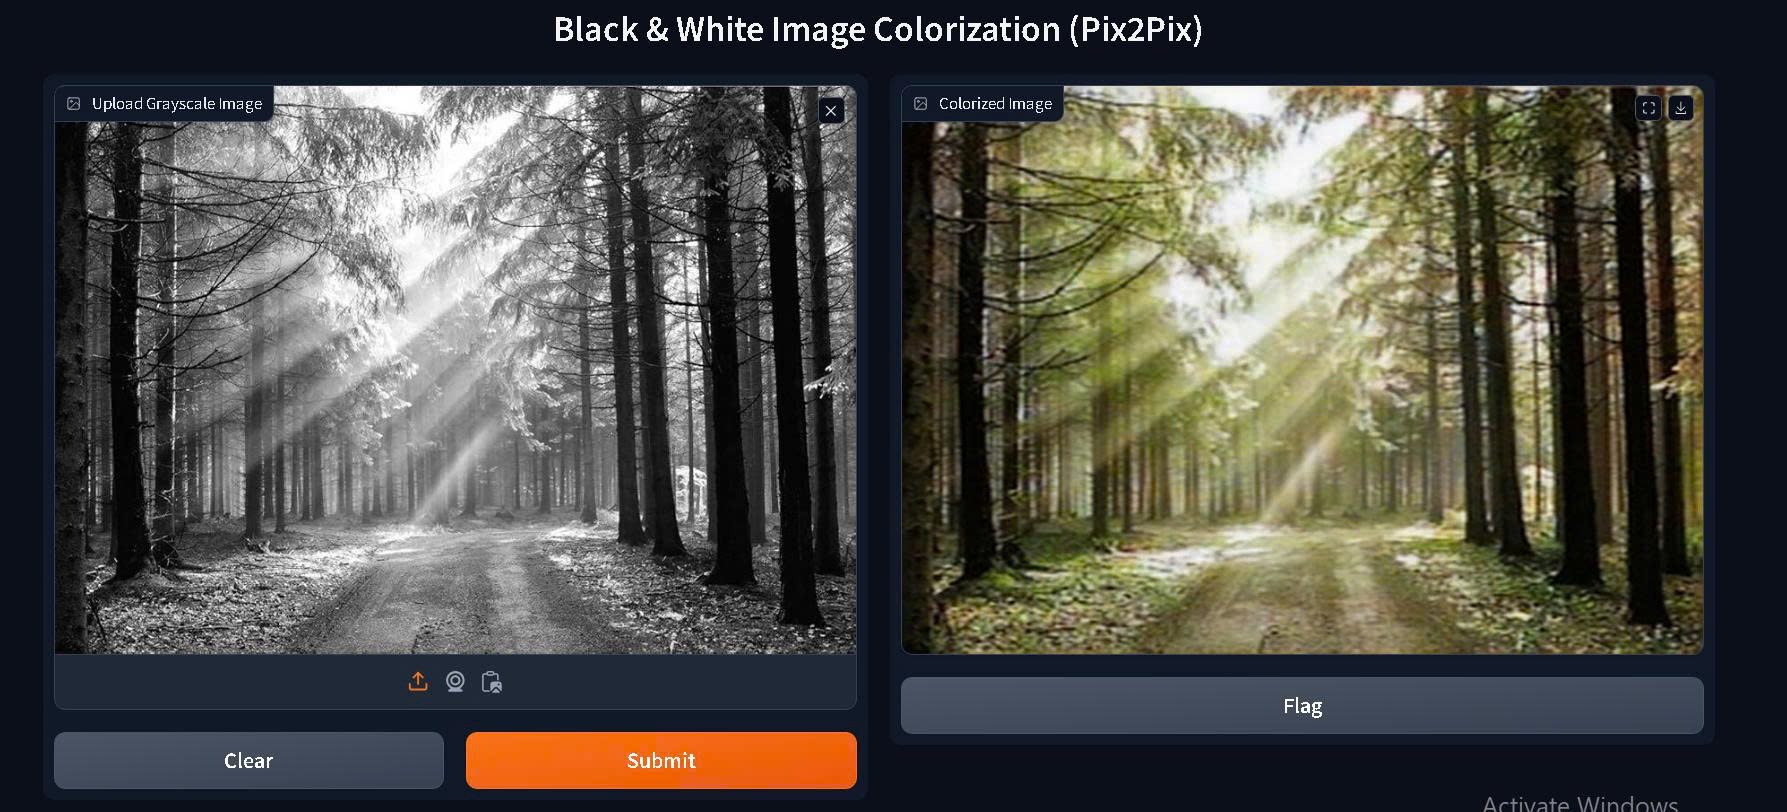 Black & White Image Colorization (Pix2Pix)
Upload Grayscale Image
Colorized Image
Flag
Clear
Submit
Activate Windows